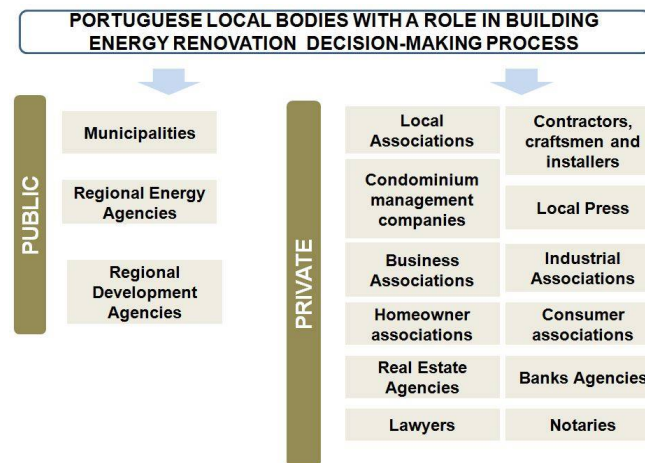 PORTUGUESE LOCAL BODIES WITH A ROLE IN BUILDING
ENERGY RENOVATION DECISION-MAKING PROCESS
PUBLIC
Municipalities
Regional Energy
Agencies
Regional
Development
Agencies
PRIVATE
Local
Associations
Condominium
management
companies
Business
Associations
Homeowner
associations
Real Estate
Agencies
Lawyers
Contractors,
craftsmen and
installers
Local Press
Industrial
Associations
Consumer
associations
Banks Agencies
Notaries